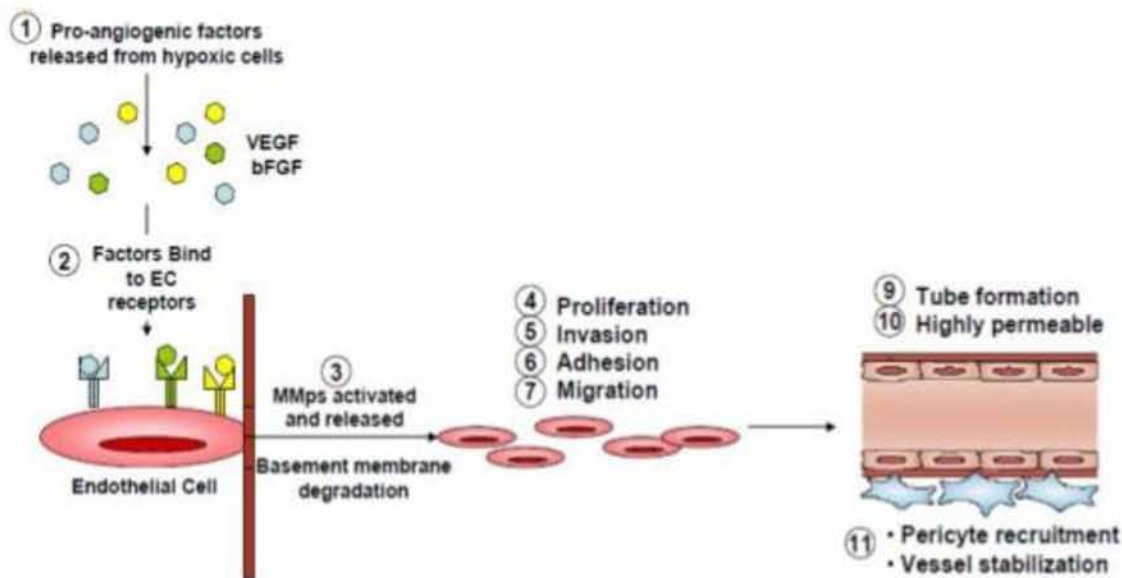 1 Pro-angiogenic factors
released from hypoxic cells
VEGF
bFGF
2 Factors Bind
to EC
receptors
3
MMps activated
and released
Basement membrane
degradation
Endothelial Cell
4 Proliferation
5 Invasion
6 Adhesion
7 Migration
9 Tube formation
10 Highly permeable
11 • Pericyte recruitment
• Vessel stabilization